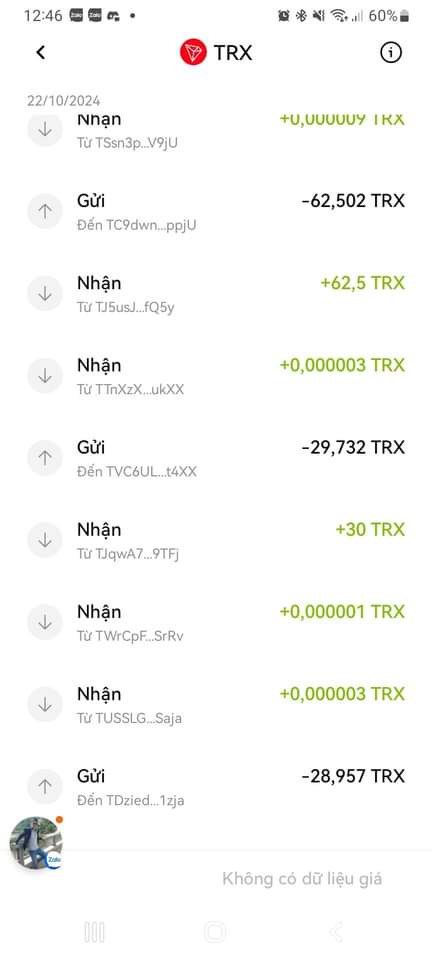 12:46
60%
TRX
22/10/2024
Nhận
+0,000009 TRX
Từ TSsn3p...V9jU
Gửi
-62,502 TRX
Đến TC9dwn...ppjU
Nhận
+62,5 TRX
Từ TJ5usJ...fQ5y
Nhận
+0,000003 TRX
Từ TTnXzX...ukXX
Gửi
-29,732 TRX
Đến TVC6UL...t4XX
Nhận
+30 TRX
Từ TJqwA7...9TFj
Nhận
+0,000001 TRX
Từ TWrCpF...SrRv
Nhận
+0,000003 TRX
Từ TUSSLG...Saja
Gửi
-28,957 TRX
Đến TDzied...1zja
Zalo
Không có dữ liệu giá